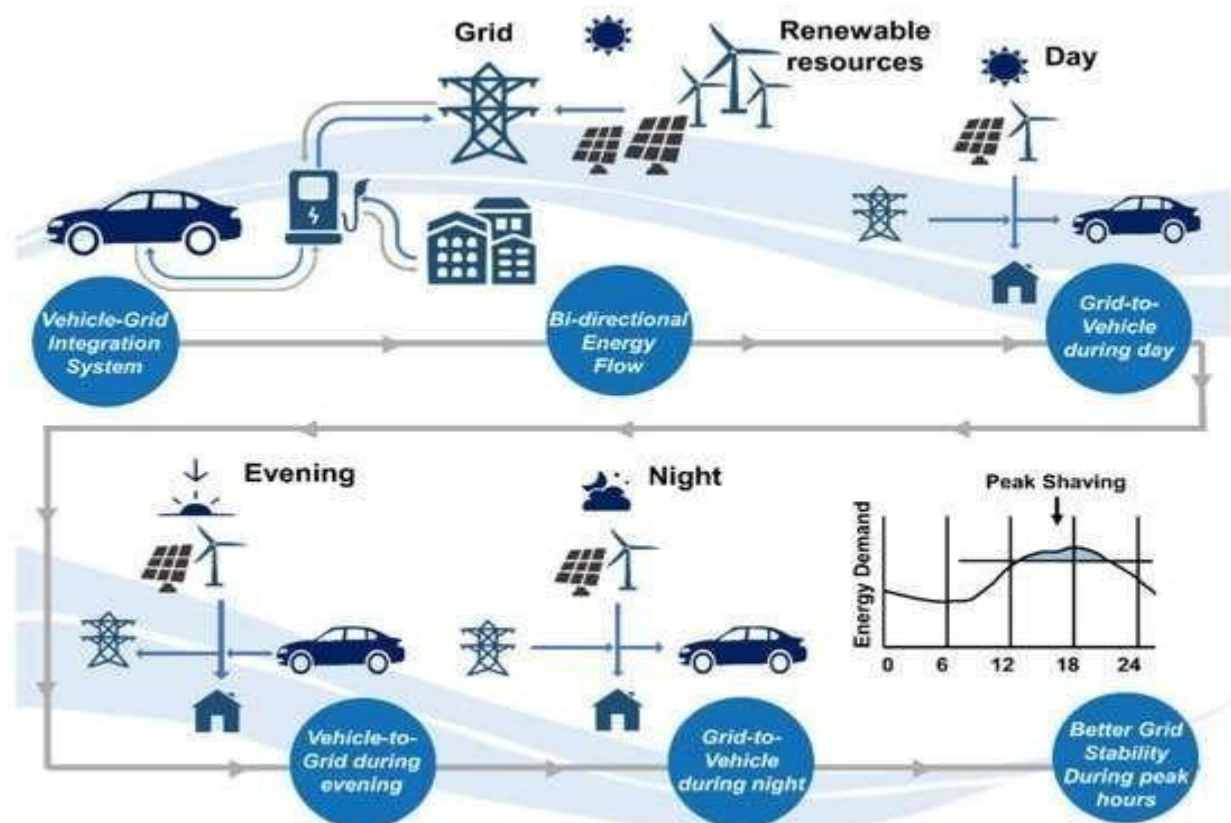 Grid
Renewable
resources
Day
Vehicle-Grid
Integration
System
Bi-directional
Energy
Flow
Grid-to-
Vehicle
during day
Evening
Night
Peak Shaving
Energy Demand
0 6 12 18 24
Vehicle-to-
Grid during
evening
Grid-to-
Vehicle
during night
Better Grid
Stability
During peak
hours